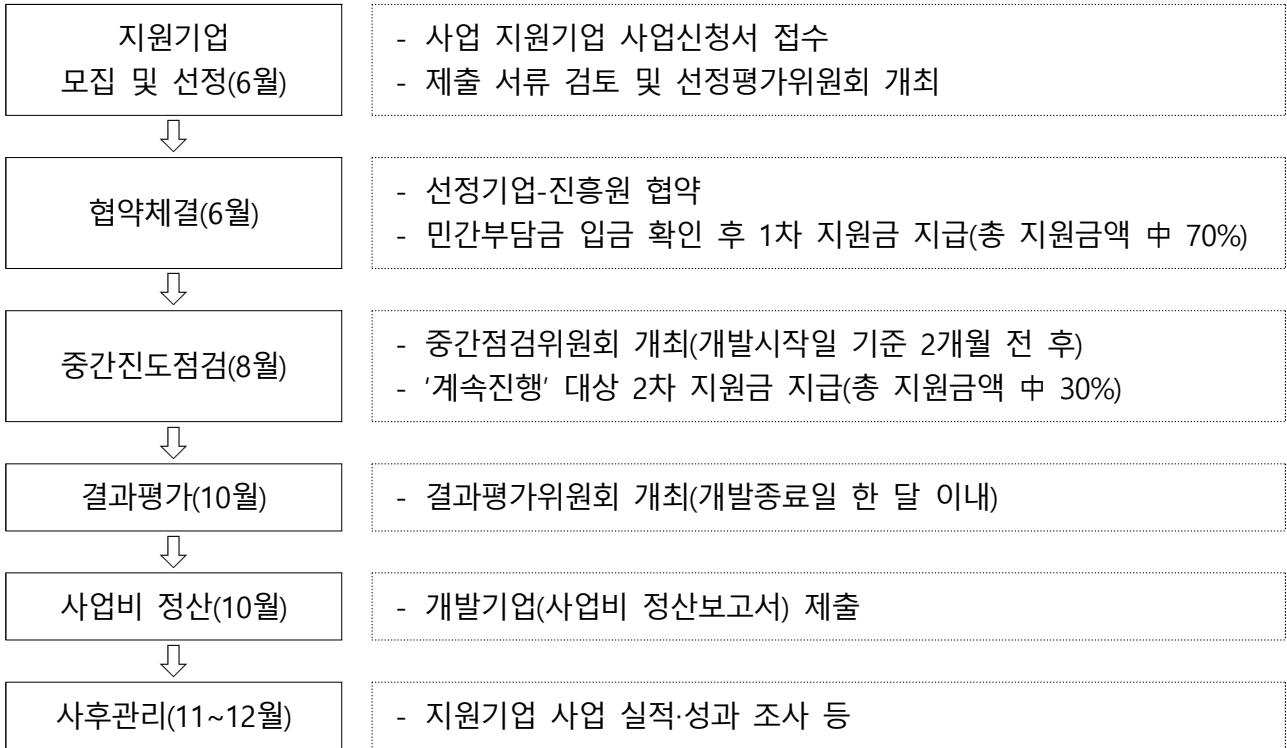 지원기업
모집 및 선정(6월)
- 사업 지원기업 사업신청서 접수
- 제출 서류 검토 및 선정평가위원회 개최
협약체결(6월)
- 선정기업-진흥원 협약
- 민간부담금 입금 확인 후 1차 지원금 지급(총 지원금액 中 70%)
중간진도점검(8월)
- 중간점검위원회 개최(개발시작일 기준 2개월 전 후)
- '계속진행' 대상 2차 지원금 지급(총 지원금액 中 30%)
결과평가(10월)
- 결과평가위원회 개최(개발종료일 한 달 이내)
사업비 정산(10월)
- 개발기업(사업비 정산보고서) 제출
사후관리(11~12월)
- 지원기업 사업 실적·성과 조사 등